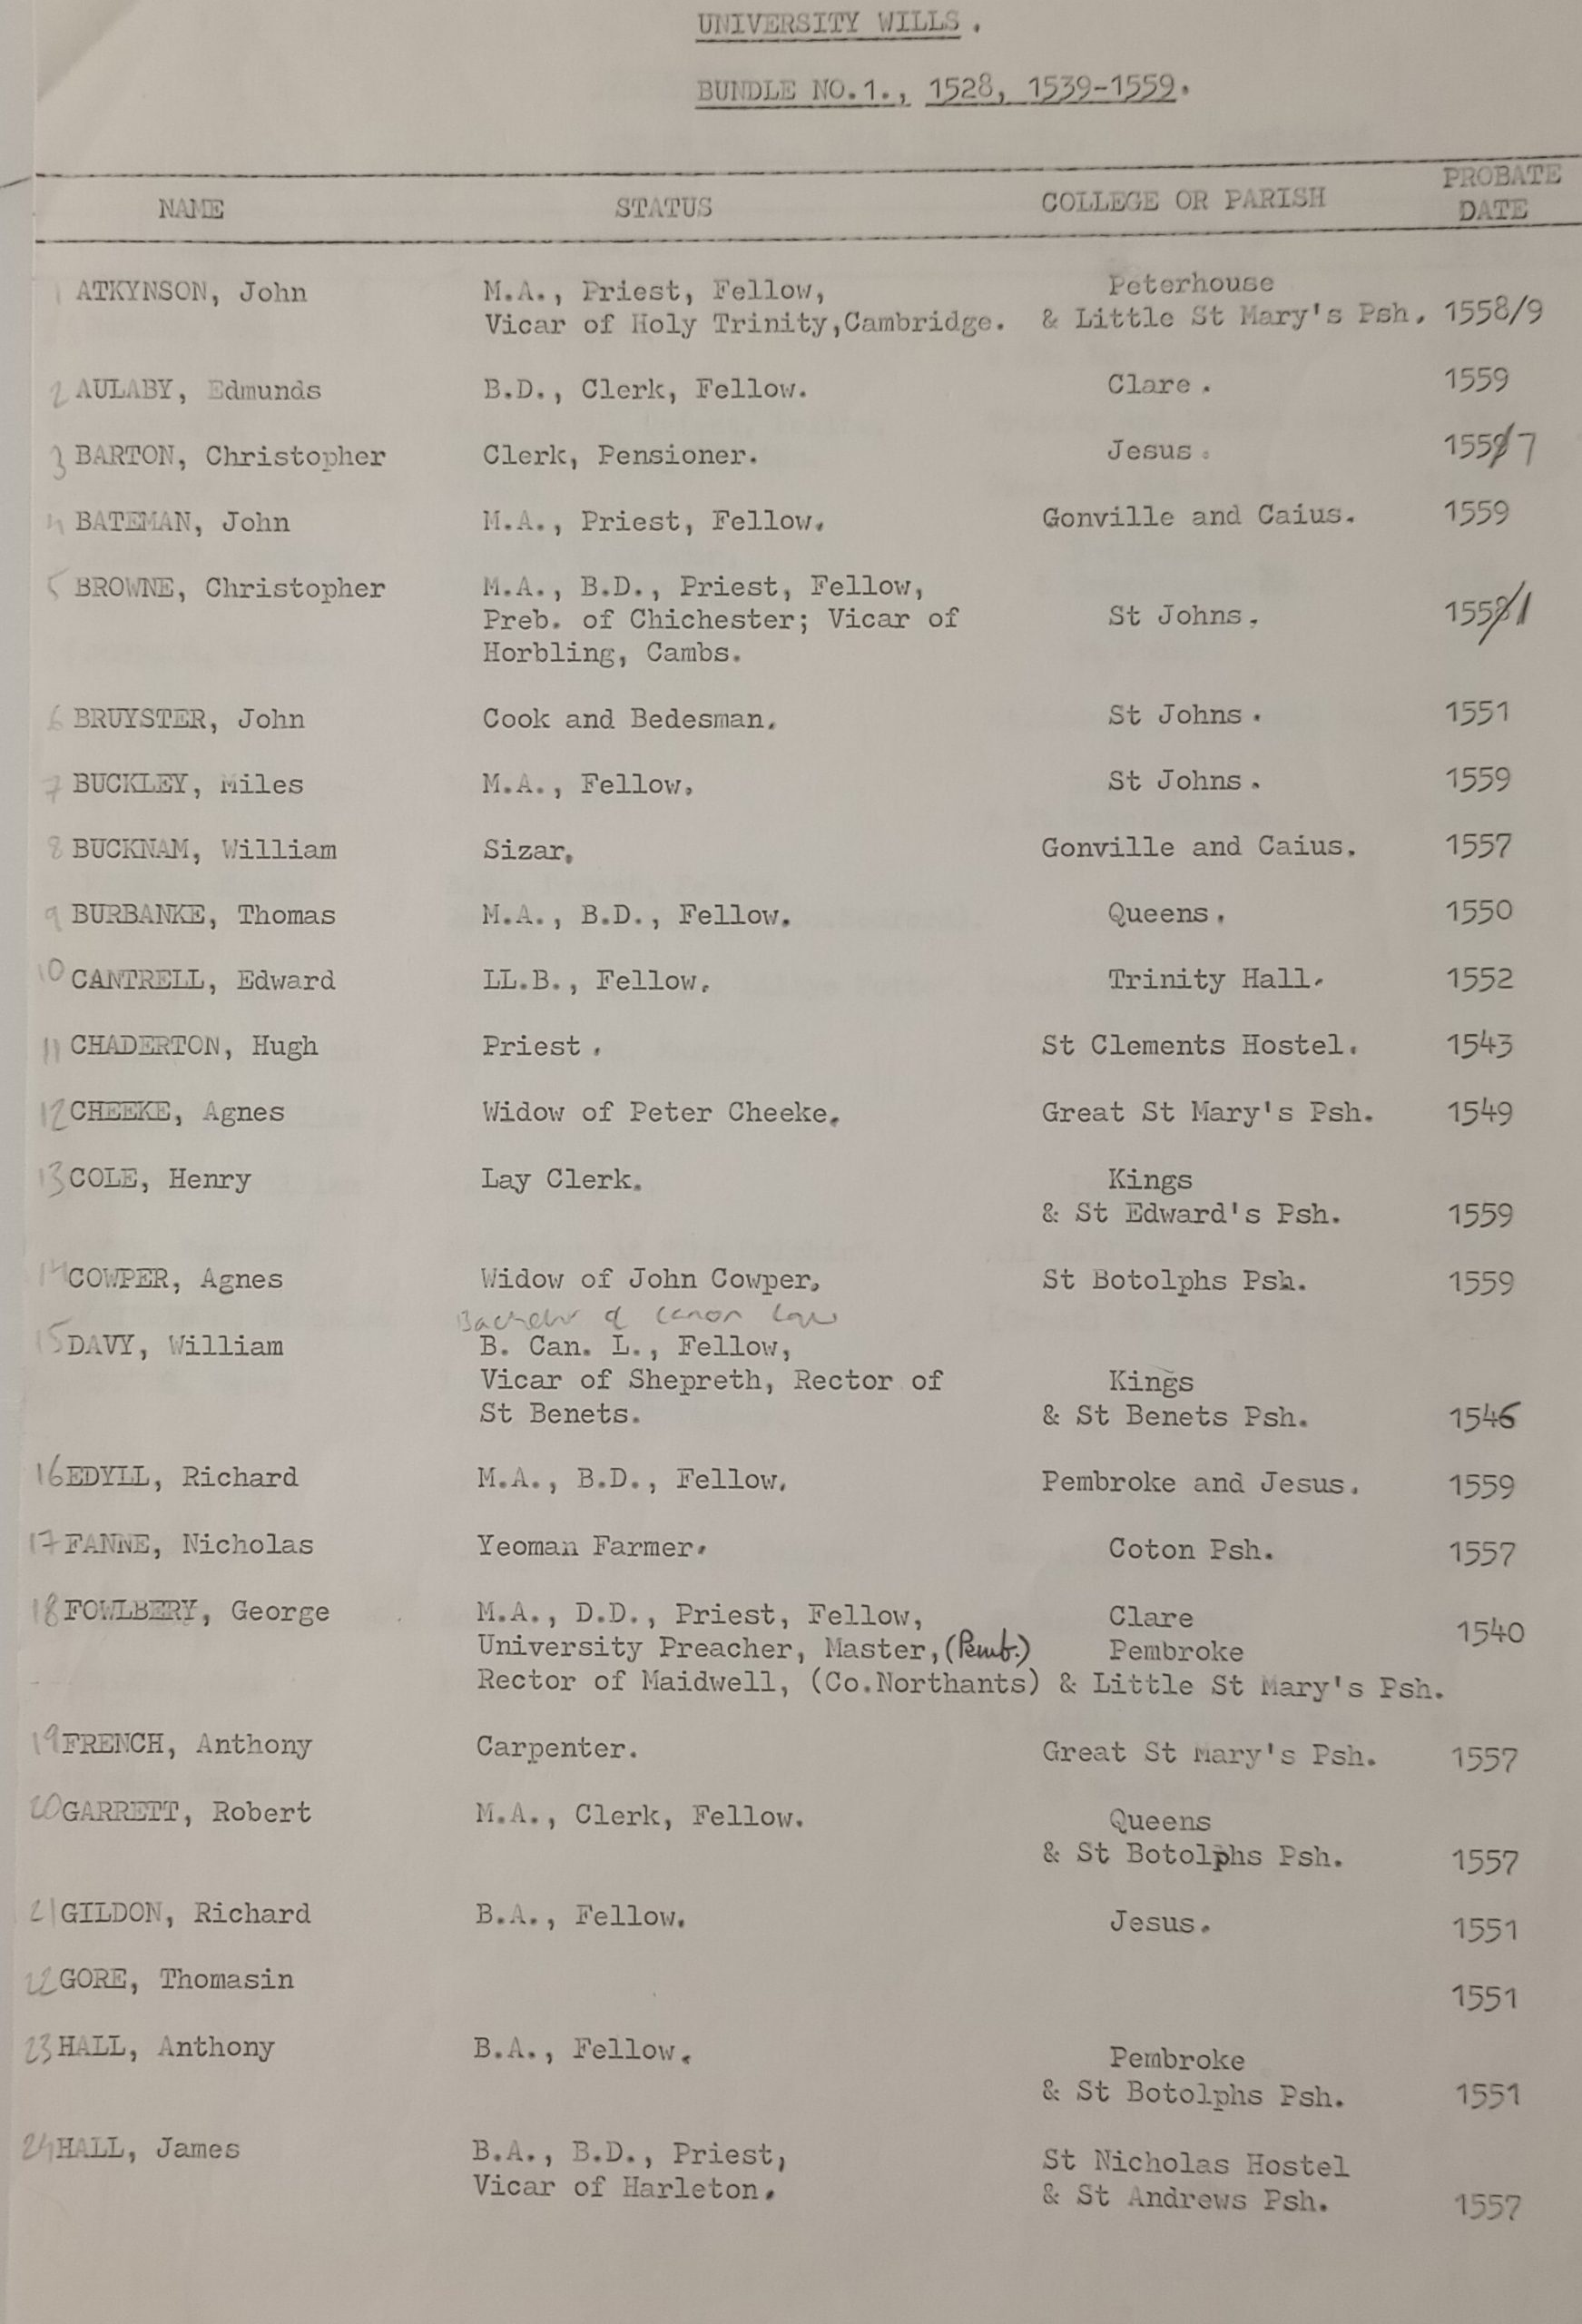 UNIVERSITY WILLS.
BUNDLE NO.1., 1528, 1539-1559.
NAME STATUS COLLEGE OR PARISH PROBATE DATE
1 ATKYNSON, John M.A., Priest, Fellow, Peterhouse
Vicar of Holy Trinity,Cambridge. & Little St Mary's Psh. 1558/9
2 AULABY, Edmunds B.D., Clerk, Fellow. Clare. 1559
3 BARTON, Christopher Clerk, Pensioner. Jesus. 1559 7
4 BATEMAN, John M.A., Priest, Fellow. Gonville and Caius. 1559
5 BROWNE, Christopher M.A., B.D., Priest, Fellow,
Preb. of Chichester; Vicar of St Johns. 1558 1
Horbling, Cambs.
6 BRUYSTER, John Cook and Bedesman. St Johns. 1551
7 BUCKLEY, Miles M.A., Fellow. St Johns. 1559
8 BUCKNAM, William Sizar. Gonville and Caius. 1557
9 BURBANKE, Thomas M.A., B.D., Fellow. Queens. 1550
10 CANTRELL, Edward LL.B., Fellow. Trinity Hall. 1552
11 CHADERTON, Hugh Priest. St Clements Hostel. 1543
12 CHEEKE, Agnes Widow of Peter Cheeke. Great St Mary's Psh. 1549
13 COLE, Henry Lay Clerk. Kings
& St Edward's Psh. 1559
14 COWPER, Agnes Widow of John Cowper. St Botolphs Psh. 1559
Bachelor of canon law
15 DAVY, William B. Can. L., Fellow,
Vicar of Shepreth, Rector of Kings
St Benets. & St Benets Psh. 1546
16 EDYLL, Richard M.A., B.D., Fellow. Pembroke and Jesus. 1559
17 FANNE, Nicholas Yeoman Farmer. Coton Psh. 1557
18 FOWLBERY, George M.A., D.D., Priest, Fellow, Clare
University Preacher, Master, (Pemb.) Pembroke 1540
Rector of Maidwell, (Co.Northants) & Little St Mary's Psh.
19 FRENCH, Anthony Carpenter. Great St Mary's Psh. 1557
20 GARRETT, Robert M.A., Clerk, Fellow. Queens
& St Botolphs Psh. 1557
21 GILDON, Richard B.A., Fellow. Jesus. 1551
22 GORE, Thomasin 1551
23 HALL, Anthony B.A., Fellow. Pembroke
& St Botolphs Psh. 1551
24 HALL, James B.A., B.D., Priest, St Nicholas Hostel
Vicar of Harleton. & St Andrews Psh. 1557